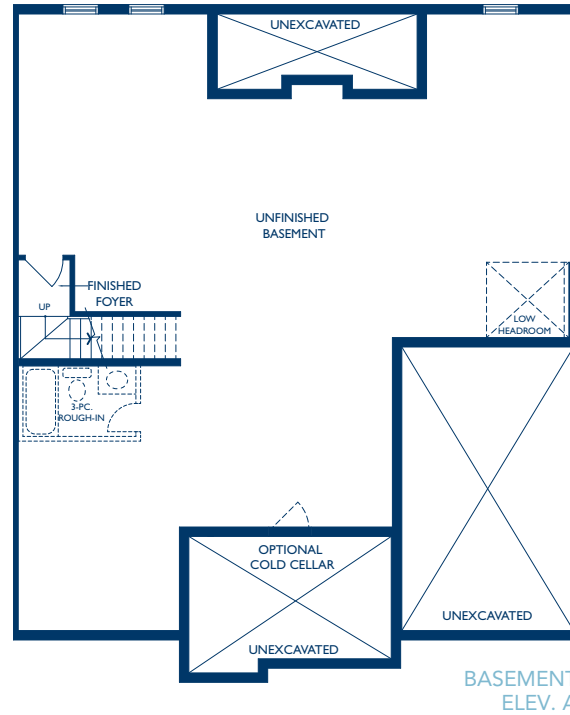 UNEXCAVATED
UNFINISHED
BASEMENT
FINISHED
FOYER
UP
LOW
HEADROOM
3-PC.
ROUGH-IN
OPTIONAL
COLD CELLAR
UNEXCAVATED
UNEXCAVATED
BASEMENT
ELEV. A